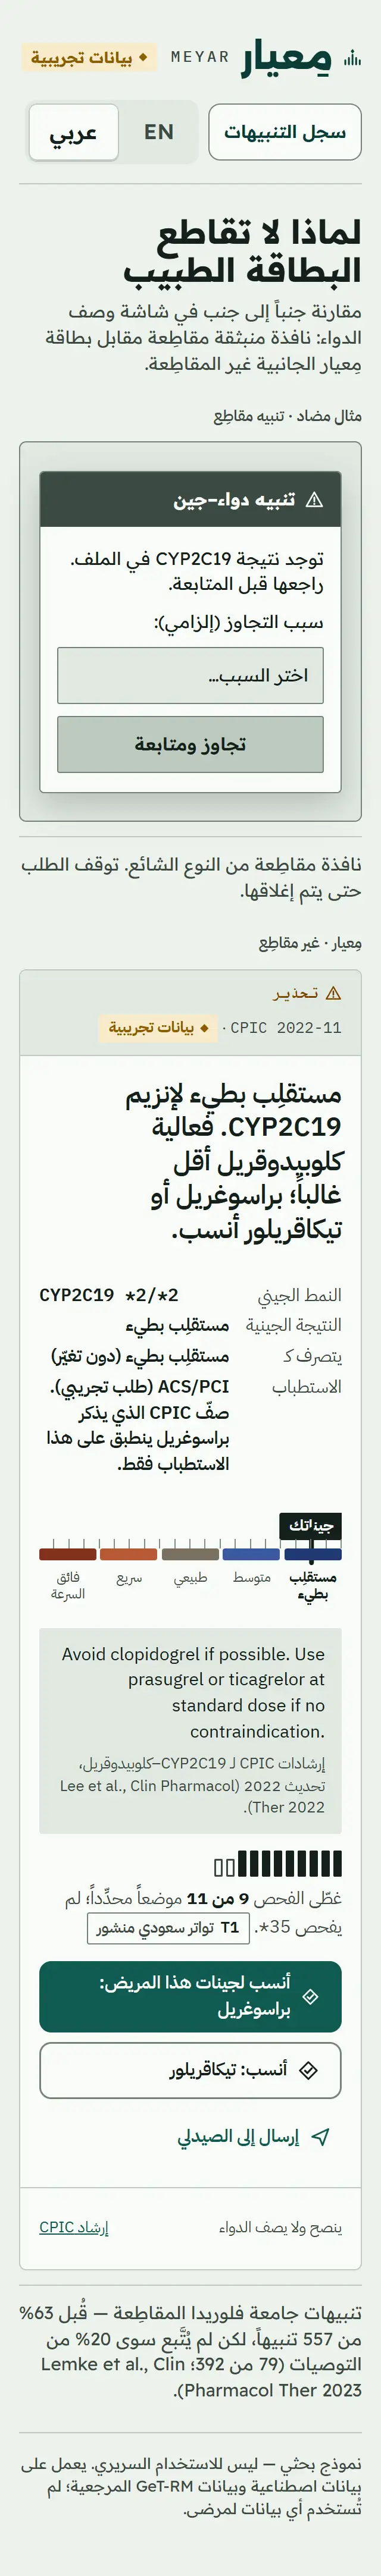 مِعيار MEYAR ◆ بيانات تجريبية
سجل التنبيهات EN عربي
لماذا لا تقاطع
البطاقة الطبيب
مقارنة جنباً إلى جنب في شاشة وصف
الدواء: نافذة منبثقة مقاطِعة مقابل بطاقة
مِعيار الجانبية غير المقاطِعة.
مثال مضاد · تنبيه مقاطِع
تنبيه دواء–جين
توجد نتيجة CYP2C19 في الملف.
راجعها قبل المتابعة.
سبب التجاوز (إلزامي):
اختر السبب...
تجاوز ومتابعة
نافذة مقاطِعة من النوع الشائع. توقف الطلب
حتى يتم إغلاقها.
مِعيار · غير مقاطِع
تحذير
CPIC 2022-11 · ◆ بيانات تجريبية
مستقلِب بطيء لإنزيم
CYP2C19. فعالية
كلوبيدوقريل أقل
غالباً؛ براسوغريل أو
تيكاقريلور أنسب.
النمط الجيني CYP2C19 *2/*2
النتيجة الجينية مستقلِب بطيء
يتصرف كـ مستقلِب بطيء (دون تغيّر)
الاستطباب ACS/PCI (طلب تجريبي).
صفّ CPIC الذي يذكر
براسوغريل ينطبق على هذا
الاستطباب فقط.
جيناتك
مستقلِب بطيء
متوسط
طبيعي
سريع
فائق السرعة
Avoid clopidogrel if possible. Use
prasugrel or ticagrelor at
standard dose if no
contraindication.
إرشادات CPIC لـ CYP2C19–كلوبيدوقريل،
تحديث 2022 (Lee et al., Clin Pharmacol
Ther 2022).
غطّى الفحص 9 من 11 موضعاً محدَّداً؛ لم
يفحص 35*. T1 تواتر سعودي منشور
أنسب لجينات هذا المريض:
براسوغريل
أنسب: تيكاقريلور
إرسال إلى الصيدلي
ينصح ولا يصف الدواء إرشاد CPIC
تنبيهات جامعة فلوريدا المقاطِعة — قُبل 63%
من 557 تنبيهاً، لكن لم يُتَّبع سوى 20% من
التوصيات (79 من 392؛ Lemke et al., Clin
Pharmacol Ther 2023).
نموذج بحثي — ليس للاستخدام السريري. يعمل على
بيانات اصطناعية وبيانات GeT-RM المرجعية؛ لم
تُستخدم أي بيانات لمرضى.